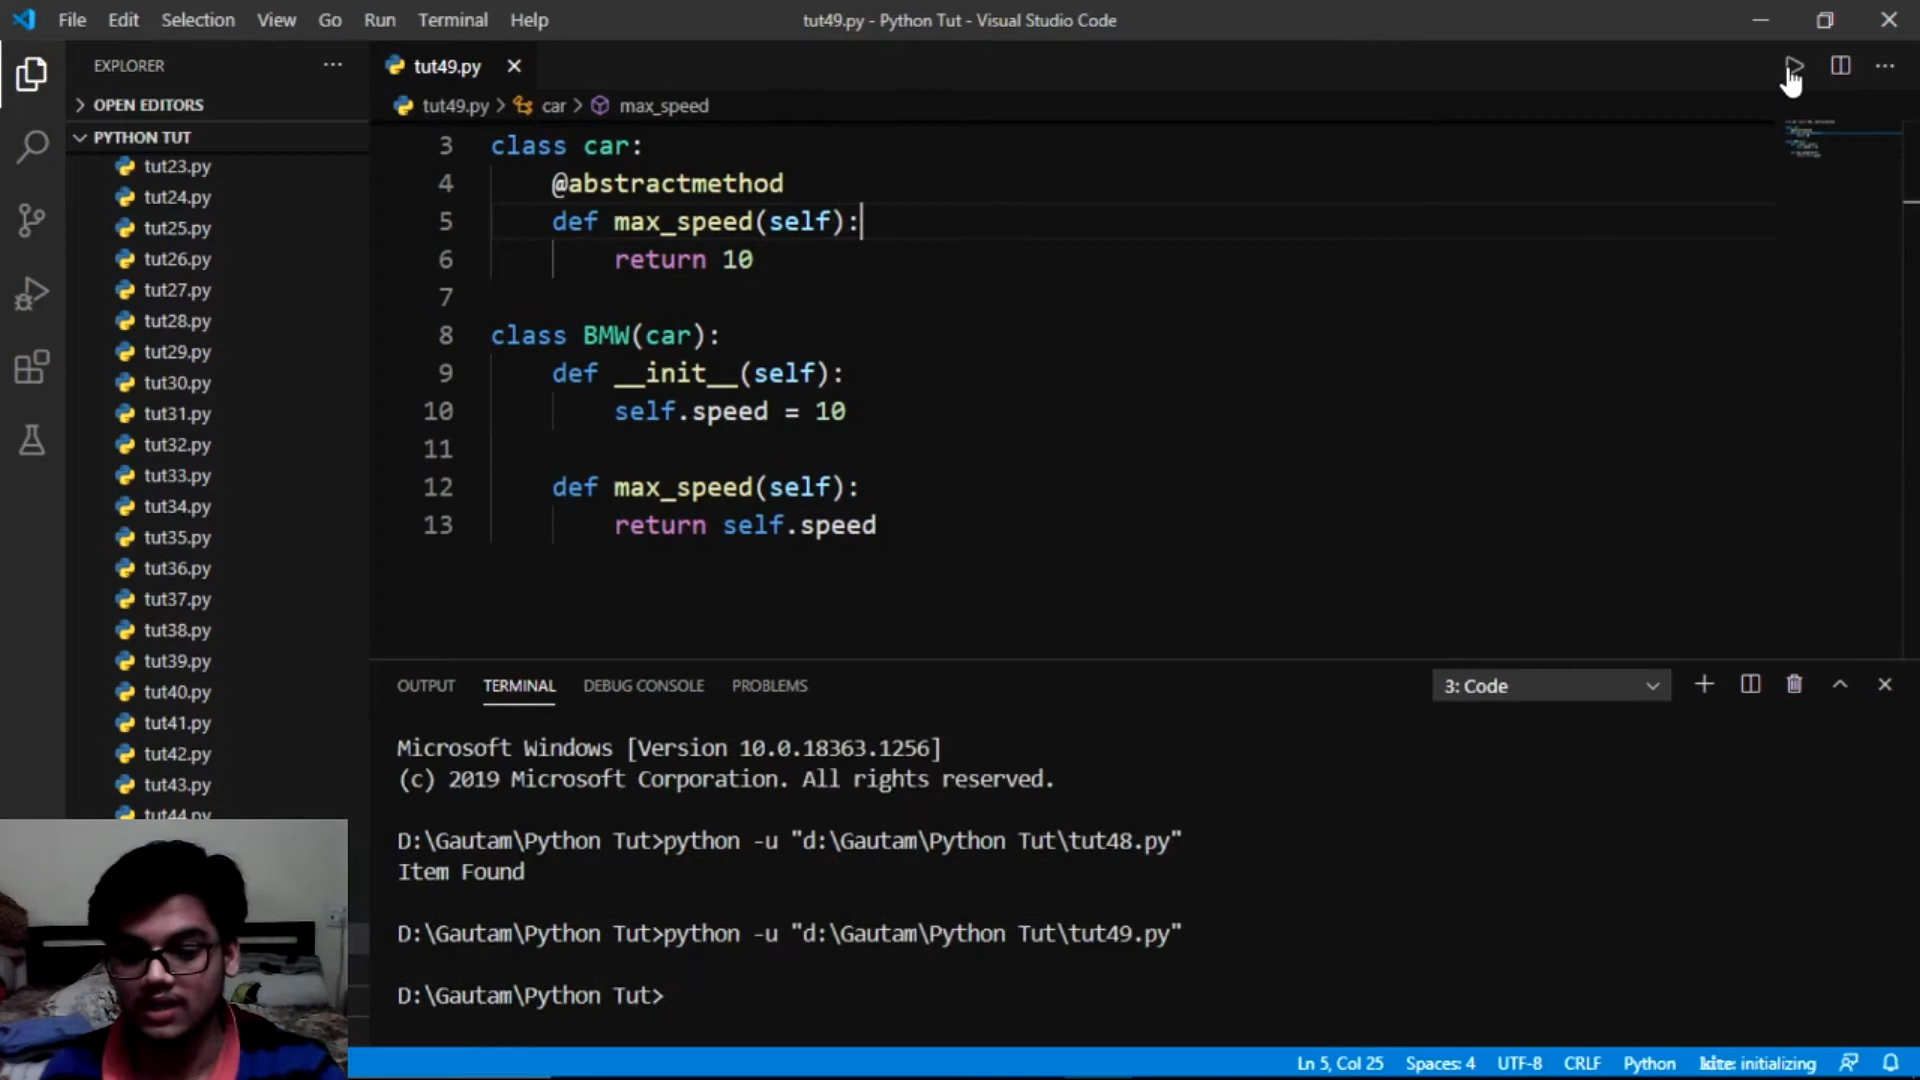 File Edit Selection View Go Run Terminal Help
tut49.py - Python Tut - Visual Studio Code
EXPLORER
OPEN EDITORS
PYTHON TUT
tut23.py
tut24.py
tut25.py
tut26.py
tut27.py
tut28.py
tut29.py
tut30.py
tut31.py
tut32.py
tut33.py
tut34.py
tut35.py
tut36.py
tut37.py
tut38.py
tut39.py
tut40.py
tut41.py
tut42.py
tut43.py
tut44.py
tut49.py
tut49.py > car > max_speed
3 class car:
4 @abstractmethod
5 def max_speed(self):
6 return 10
7
8 class BMW(car):
9 def __init__(self):
10 self.speed = 10
11
12 def max_speed(self):
13 return self.speed
OUTPUT TERMINAL DEBUG CONSOLE PROBLEMS
3: Code
Microsoft Windows [Version 10.0.18363.1256]
(c) 2019 Microsoft Corporation. All rights reserved.
D:\Gautam\Python Tut>python -u "d:\Gautam\Python Tut\tut48.py"
Item Found
D:\Gautam\Python Tut>python -u "d:\Gautam\Python Tut\tut49.py"
D:\Gautam\Python Tut>
Ln 5, Col 25 Spaces: 4 UTF-8 CRLF Python initializing